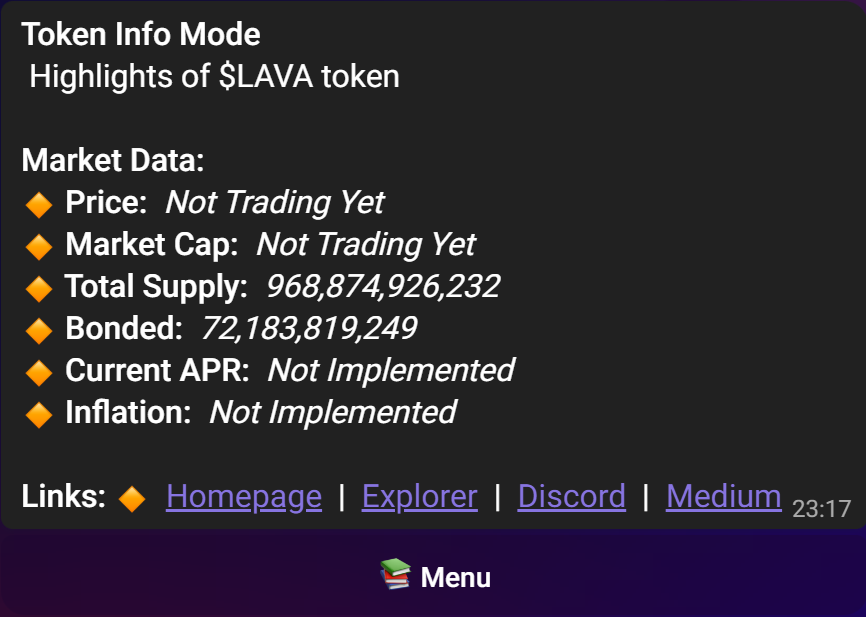 Token Info Mode
Highlights of $LAVA token
Market Data:
🔸 Price: Not Trading Yet
🔸 Market Cap: Not Trading Yet
🔸 Total Supply: 968,874,926,232
🔸 Bonded: 72,183,819,249
🔸 Current APR: Not Implemented
🔸 Inflation: Not Implemented
Links: 🔸 Homepage | Explorer | Discord | Medium 23:17
📚 Menu